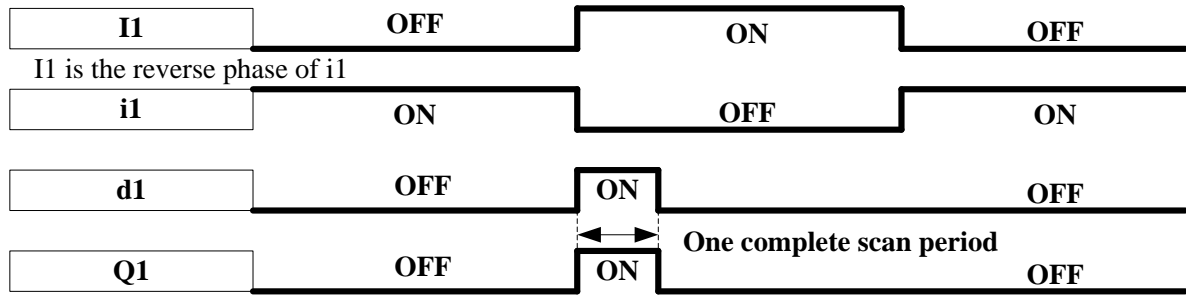 I1 OFF ON OFF
I1 is the reverse phase of i1
i1 ON OFF ON
d1 OFF ON OFF
One complete scan period
Q1 OFF ON OFF